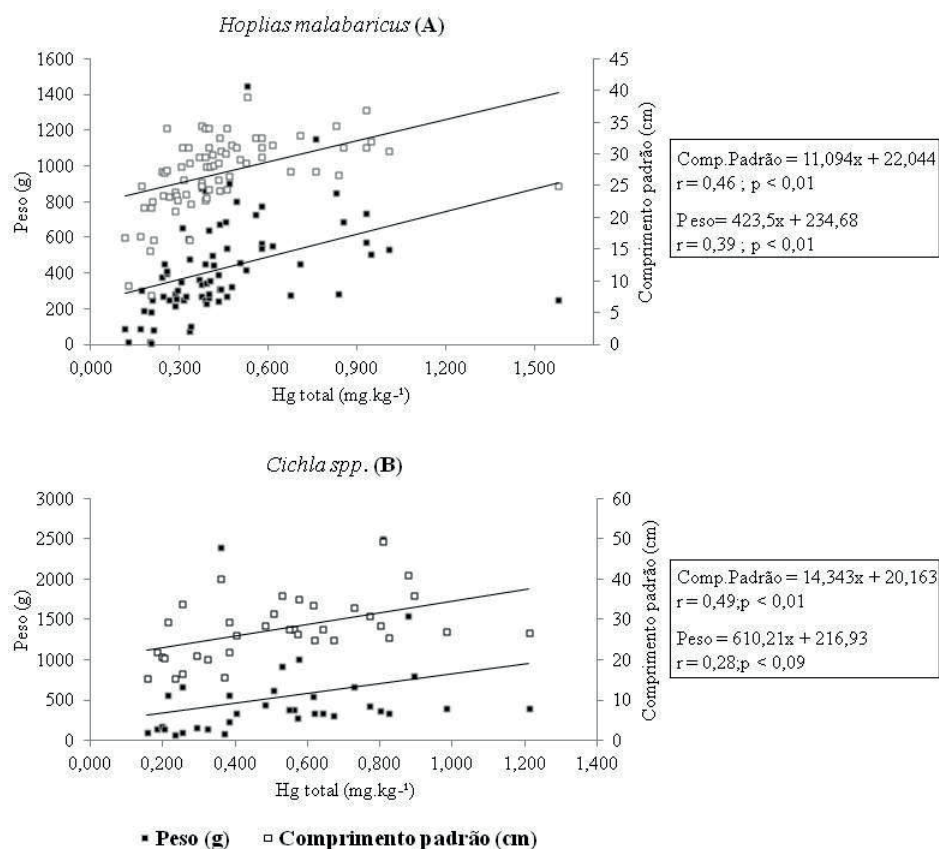 Hoplias malabaricus (A)
1600
1400
1200
1000
800
600
400
200
0
Peso (g)
45
40
35
30
25
20
15
10
5
0
Comprimento padrão (cm)
0,000 0,300 0,600 0,900 1,200 1,500
Hg total (mg.kg-¹)
Comp.Padrão = 11,094x + 22,044
r = 0,46 ; p < 0,01
Peso= 423,5x + 234,68
r = 0,39 ; p < 0,01
Cichla spp. (B)
3000
2500
2000
1500
1000
500
0
Peso (g)
60
50
40
30
20
10
0
Comprimento padrão (cm)
0,000 0,200 0,400 0,600 0,800 1,000 1,200 1,400
Hg total (mg.kg-¹)
Comp.Padrão = 14,343x + 20,163
r = 0,49;p < 0,01
Peso = 610,21x + 216,93
r = 0,28;p < 0,09
Peso (g) Comprimento padrão (cm)